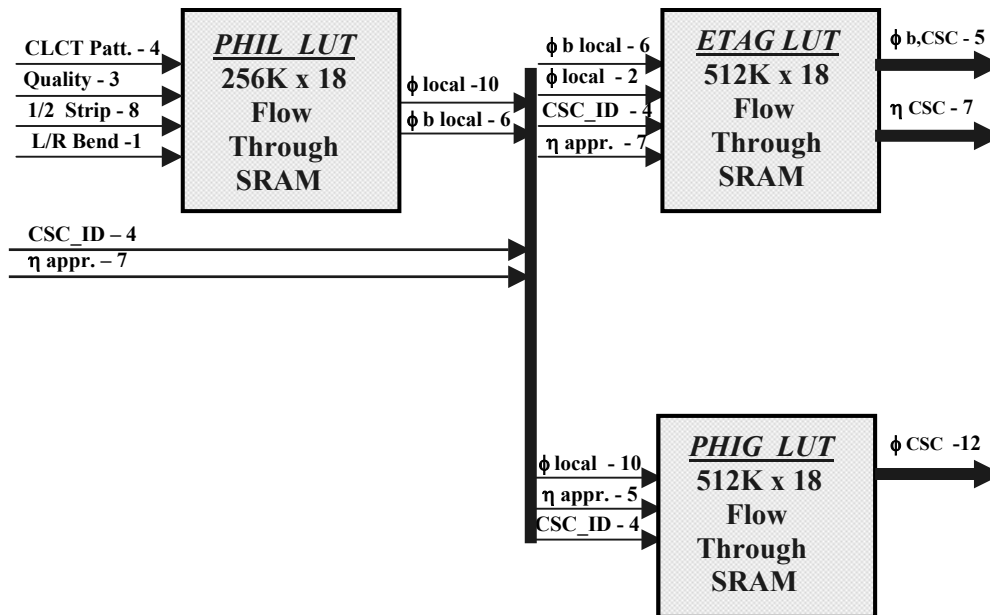 CLCT Patt. - 4
Quality - 3
1/2 Strip - 8
L/R Bend -1
PHIL LUT
256K x 18
Flow
Through
SRAM
ϕ local -10
ϕ b local - 6
CSC_ID – 4
η appr. – 7
ϕ b local - 6
ϕ local - 2
CSC_ID - 4
η appr. - 7
ETAG LUT
512K x 18
Flow
Through
SRAM
ϕ b,CSC - 5
η CSC - 7
ϕ local - 10
η appr. - 5
CSC_ID - 4
PHIG LUT
512K x 18
Flow
Through
SRAM
ϕ CSC -12